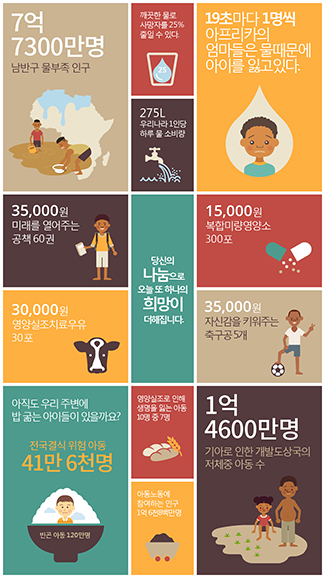 7억
7300만명
남반구 물부족 인구
깨끗한 물로
사망자를 25%
줄일 수 있다.
25
275L
우리나라 1인당
하루 물 소비량
19초마다 1명씩
아프리카의
엄마들은 물때문에
아이를 잃고있다.
35,000원
미래를 열어주는
공책 60권
당신의
나눔으로
오늘 또 하나의
희망이
더해집니다.
15,000원
복합미량영양소
300포
30,000원
영양실조치료우유
30포
35,000원
자신감을 키워주는
축구공 5개
아직도 우리 주변에
밥 굶는 아이들이 있을까요?
전국결식 위험 아동
41만 6천명
빈곤 아동 120만명
영양실조로 인해
생명을 잃는 아동
10명 중 7명
아동노동에
참여하는 인구
1억 6천8백만명
1억
4600만명
기아로 인한 개발도상국의
저체중 아동 수